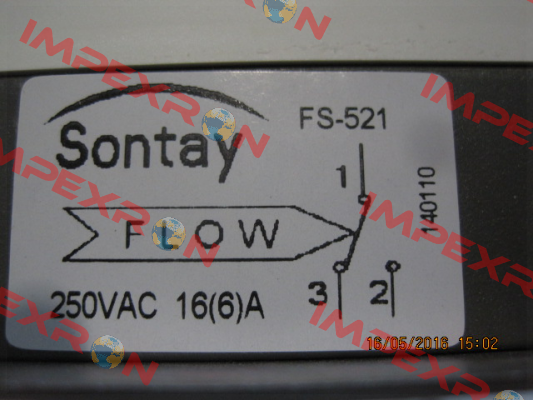 Sontay
FS-521
1
140110
FLOW
3
2
250VAC 16(6)A
16/05/2016 15:02
IMPEXRON
IMPEXRON
IMPEXRON
IMPEXRON
IMPEXRON